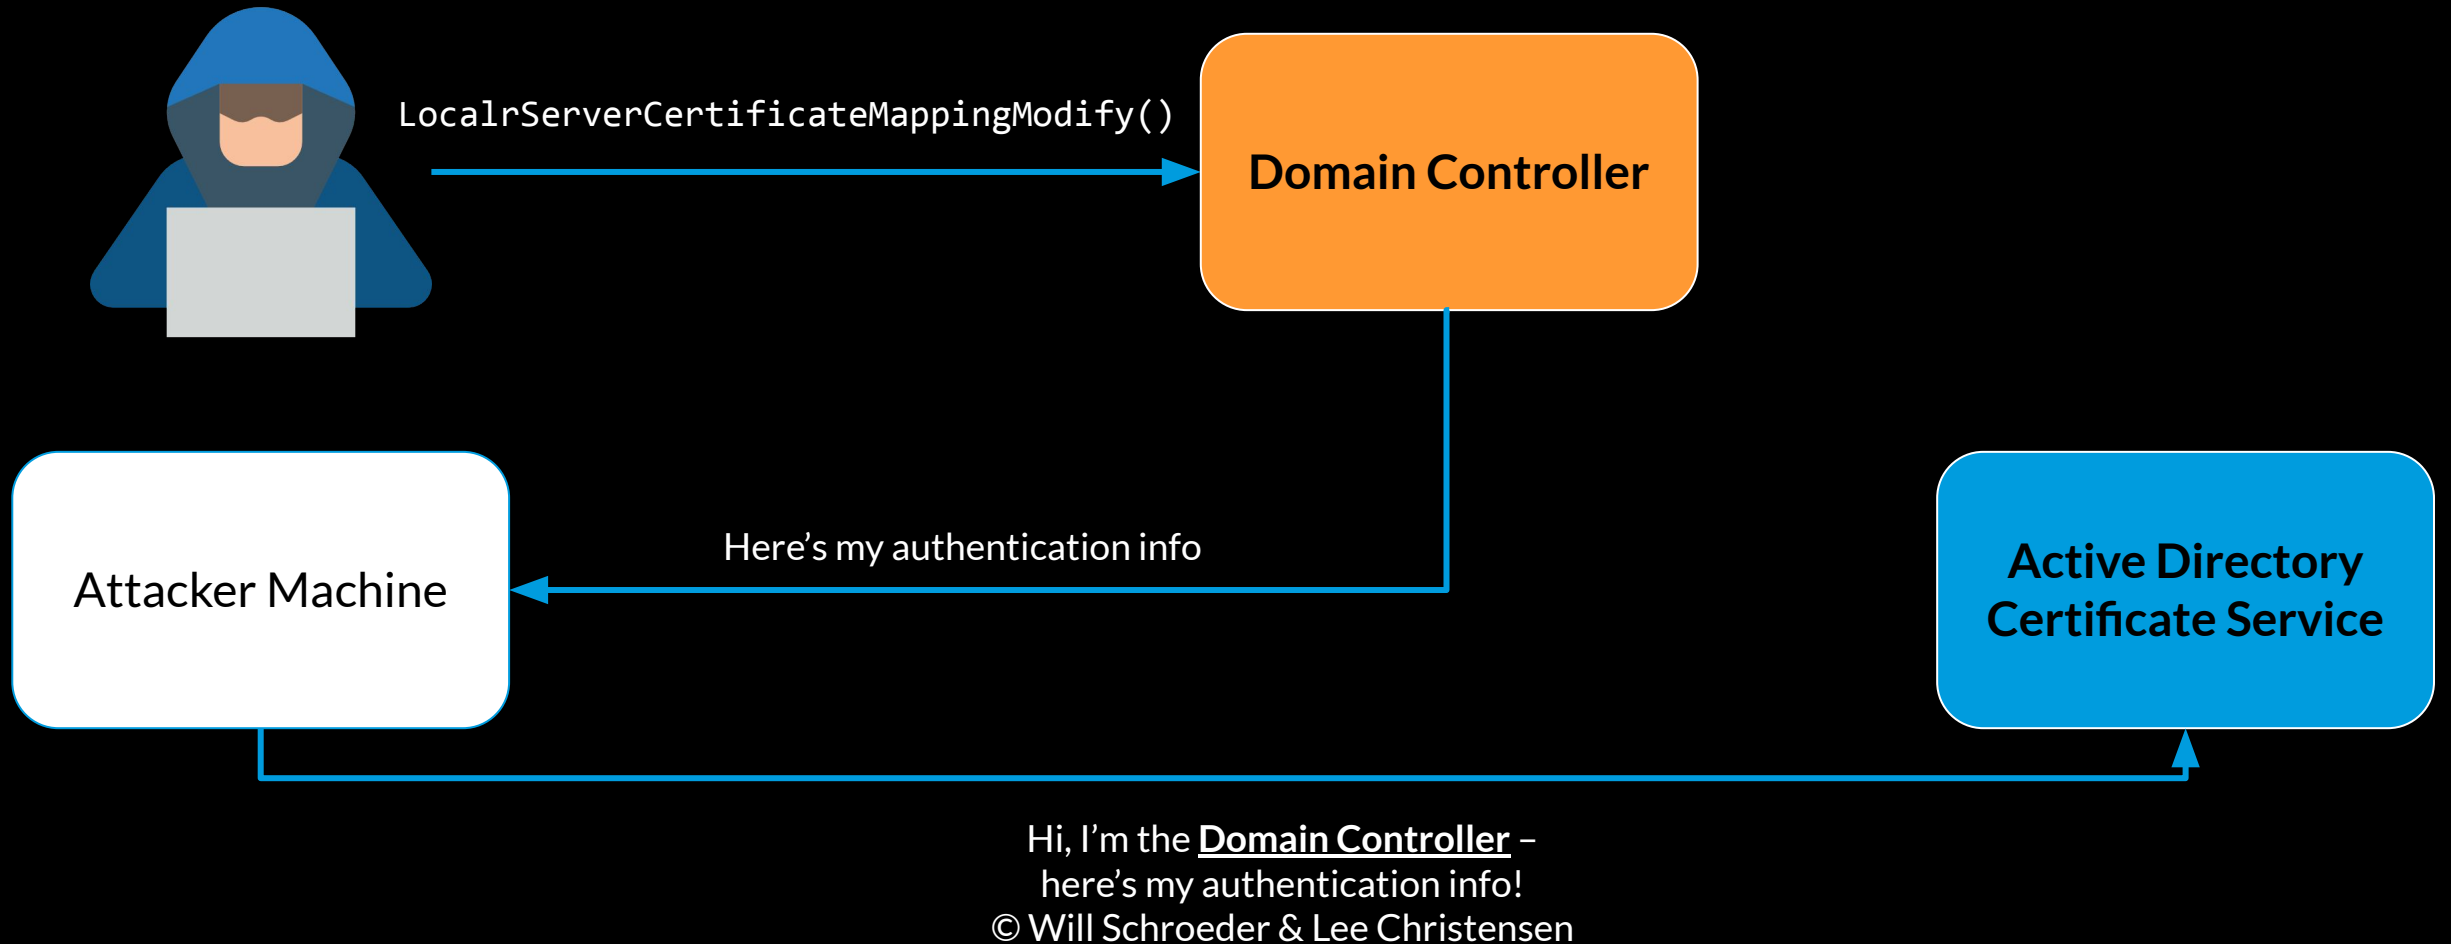 LocalrServerCertificateMappingModify()
Domain Controller
Here’s my authentication info
Attacker Machine
Active Directory
Certificate Service
Hi, I’m the Domain Controller –
here’s my authentication info!
© Will Schroeder & Lee Christensen